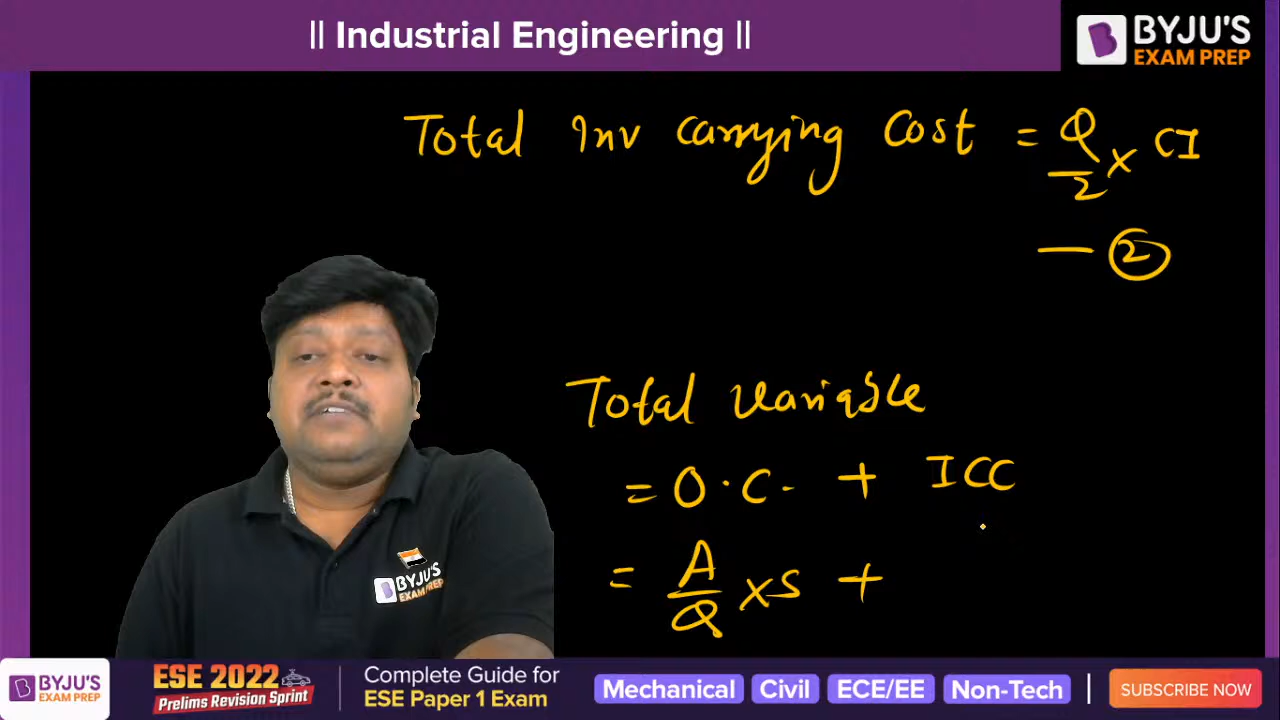 || Industrial Engineering ||
BYJU'S
EXAM PREP
Total Inv carrying Cost = Q/2 x CI
— ②
Total variable
= O.C. + ICC
= A/Q x S +
BYJU'S
EXAM PREP
BYJU'S
EXAM PREP
ESE 2022
Prelims Revision Sprint
Complete Guide for
ESE Paper 1 Exam
Mechanical
Civil
ECE/EE
Non-Tech
SUBSCRIBE NOW